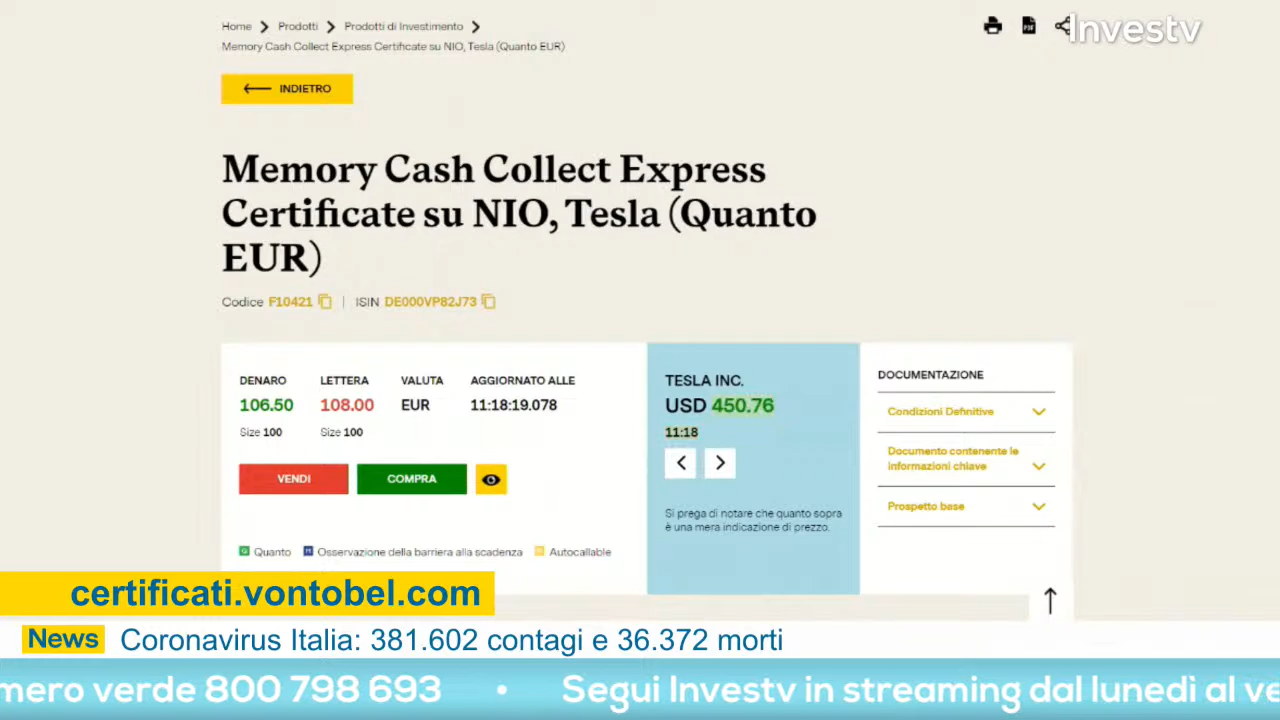 Home > Prodotti > Prodotti di Investimento >
Memory Cash Collect Express Certificate su NIO, Tesla (Quanto EUR)
Investv
INDIETRO
Memory Cash Collect Express
Certificate su NIO, Tesla (Quanto
EUR)
Codice F10421 | ISIN DE000VP82J73
DENARO LETTERA VALUTA AGGIORNATO ALLE
106.50 108.00 EUR 11:18:19.078
Size 100 Size 100
VENDI COMPRA
Quanto Osservazione della barriera alla scadenza Autocallable
TESLA INC.
USD 450.76
11:18
Si prega di notare che quanto sopra
è una mera indicazione di prezzo.
DOCUMENTAZIONE
Condizioni Definitive
Documento contenente le
informazioni chiave
Prospetto base
certificati.vontobel.com
News Coronavirus Italia: 381.602 contagi e 36.372 morti
mero verde 800 798 693 • Segui Investv in streaming dal lunedì al ve